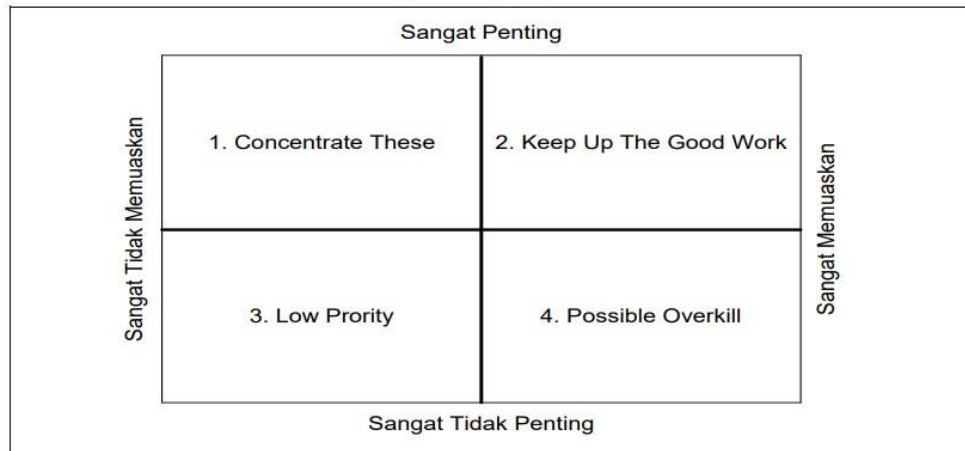 Sangat Penting
Sangat Tidak Memuaskan
1. Concentrate These
2. Keep Up The Good Work
Sangat Memuaskan
3. Low Prority
4. Possible Overkill
Sangat Tidak Penting